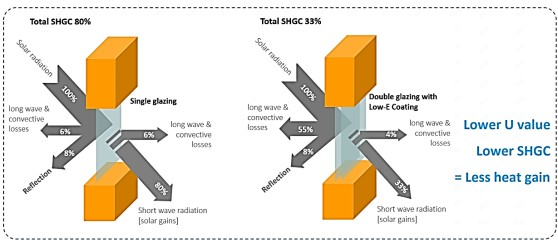 Total SHGC 80%
Solar radiation
100%
Single glazing
long wave &
convective
losses
6%
6%
long wave &
convective losses
8%
Reflection
80%
Short wave radiation
[solar gains]
Total SHGC 33%
Solar radiation
100%
Double glazing with
Low-E Coating
long wave &
convective
losses
55%
4%
long wave &
convective losses
8%
Reflection
33%
Short wave radiation
[solar gains]
Lower U value
Lower SHGC
= Less heat gain